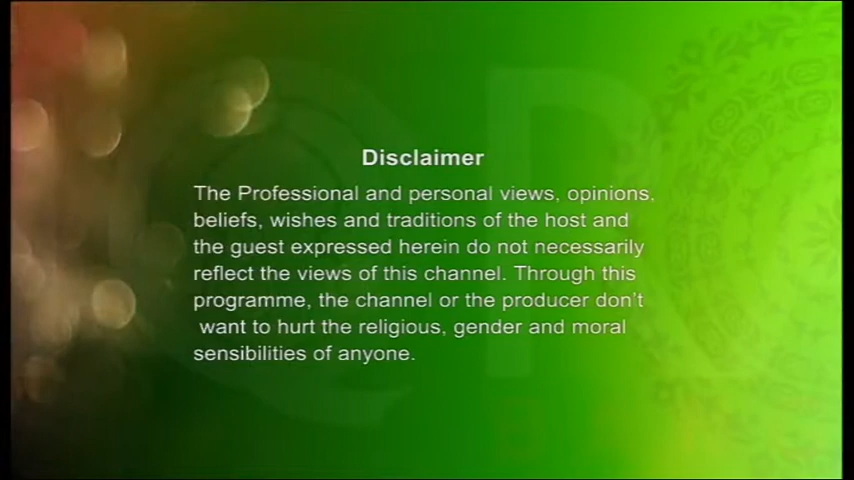 Disclaimer
The Professional and personal views, opinions,
beliefs, wishes and traditions of the host and
the guest expressed herein do not necessarily
reflect the views of this channel. Through this
programme, the channel or the producer don't
want to hurt the religious, gender and moral
sensibilities of anyone.